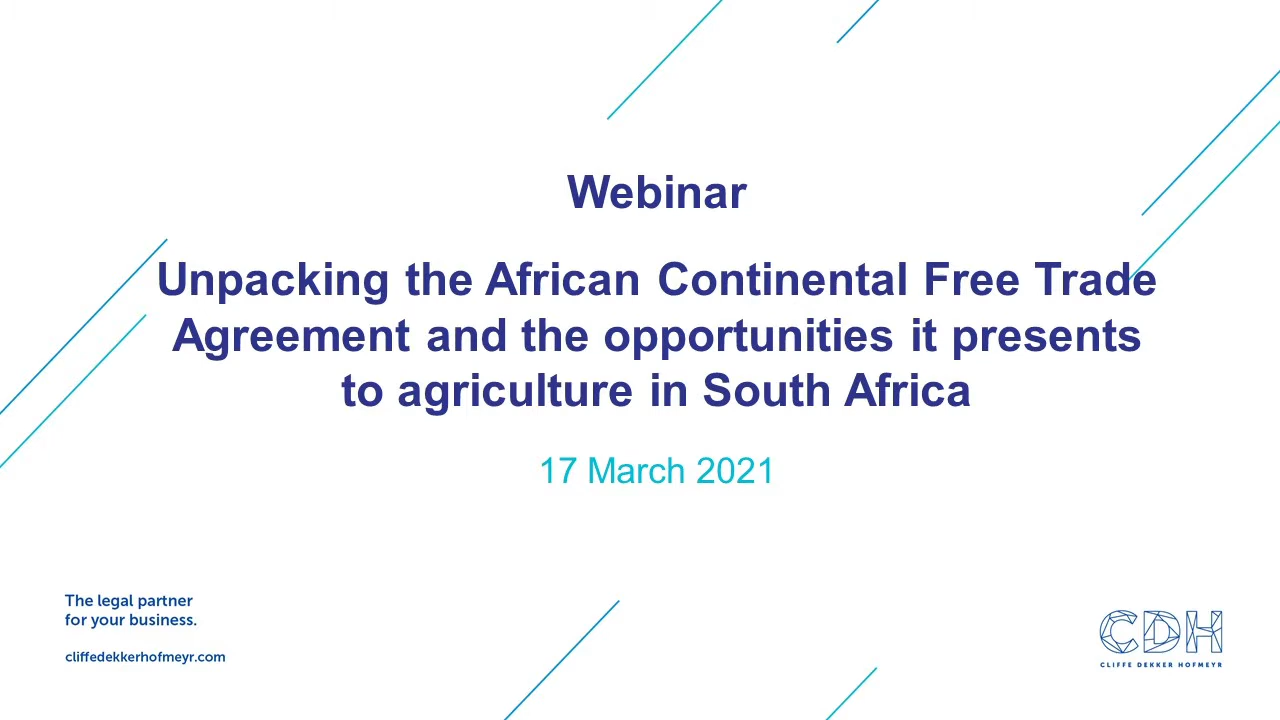 Webinar
Unpacking the African Continental Free Trade
Agreement and the opportunities it presents
to agriculture in South Africa
17 March 2021
The legal partner
for your business.
cliffedekkerhofmeyr.com
CDH
CLIFFE DEKKER HOFMEYR